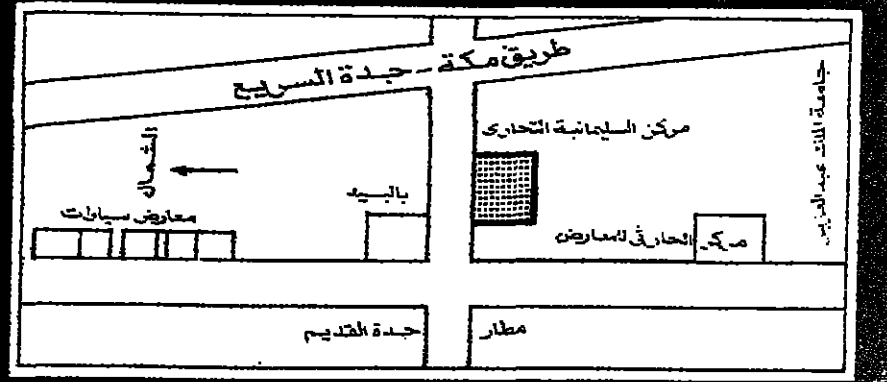 طريق مكة - جدة السريع
جامعة الملك عبد العزيز
مركز السليمانية التجارى
الشمال
بالبيد
معارض سيارات
مركز الحارثي للمعارض
مطار
جدة القديم